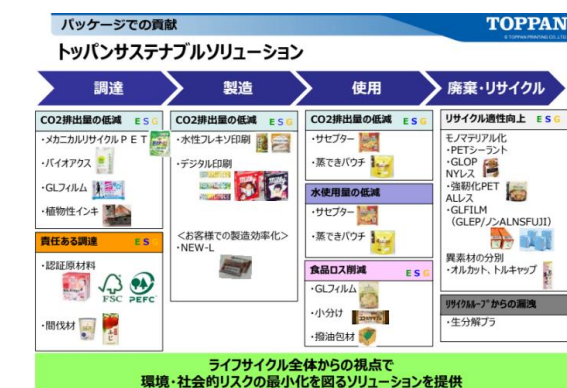 パッケージでの貢献
TOPPAN
© TOPPAN PRINTING CO., LTD
トッパンサステナブルソリューション
調達
製造
使用
廃棄・リサイクル
CO2排出量の低減 E S G
・メカニカルリサイクルPET
・バイオアクス
・GLフィルム
・植物性インキ
責任ある調達 E S
・認証原材料
FSC
PEFC
・間伐材
CO2排出量の低減 E S G
・水性フレキソ印刷
・デジタル印刷
<お客様での製造効率化>
・NEW-L
CO2排出量の低減 E S G
・サセプター
・蒸できパウチ
水使用量の低減
・サセプター
・蒸できパウチ
食品ロス削減 E S G
・GLフィルム
・小分け
・撥油包材
リサイクル適性向上 E S G
モノマテリアル化
・PETシーラント
・GLOP
NYレス
・強靭化PET
ALレス
・GLFILM
(GLEP/ノンALNSFUJI)
異素材の分別
・オルカット、トルキャップ
リサイクルループからの漏洩
・生分解プラ
ライフサイクル全体からの視点で
環境・社会的リスクの最小化を図るソリューションを提供